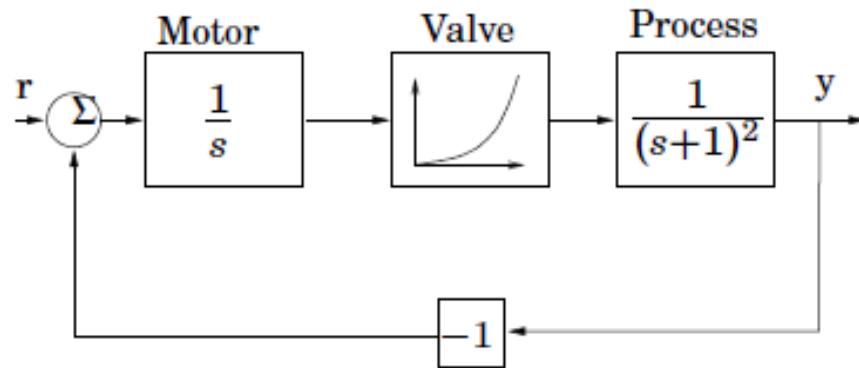 Motor Valve Process
r Σ 1/s 1/(s+1)² y
−1